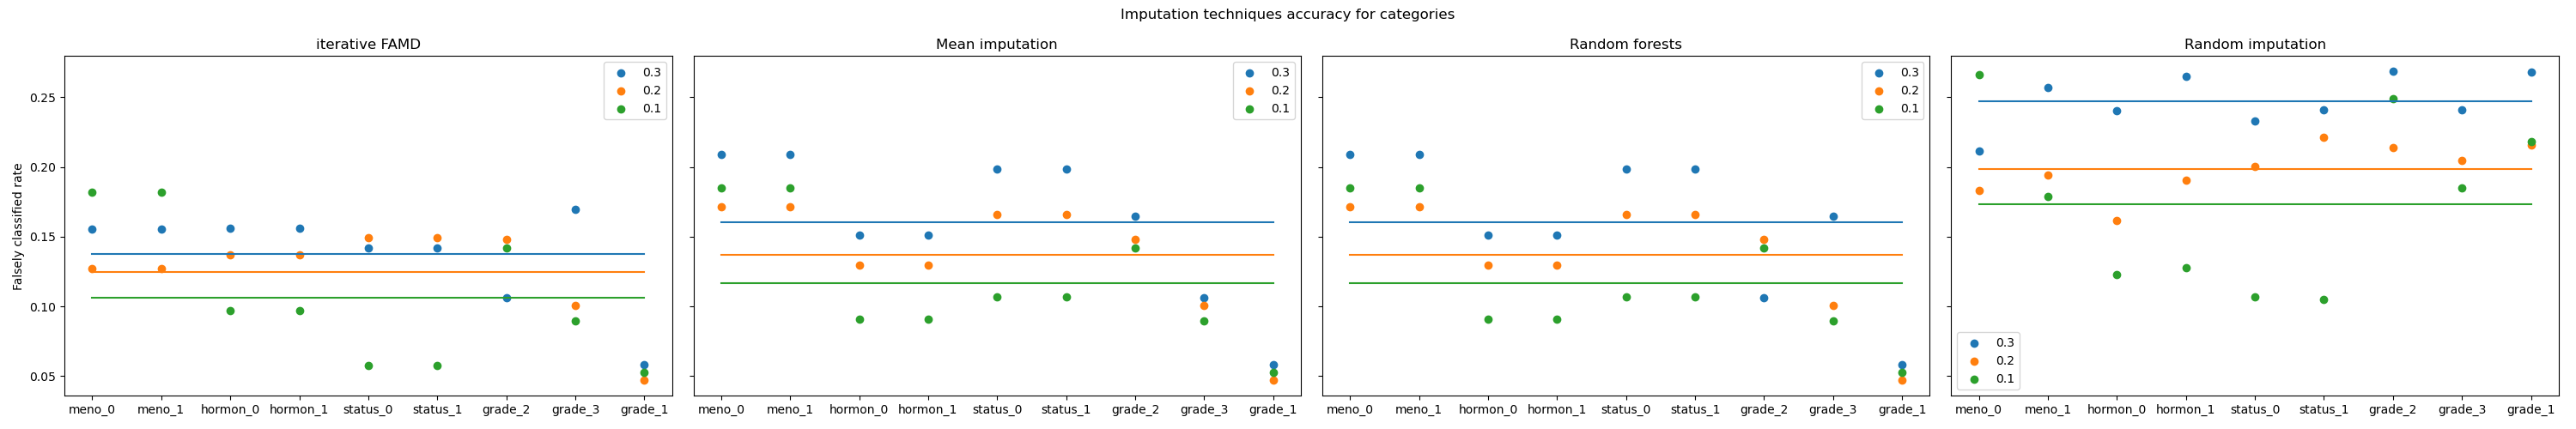 Imputation techniques accuracy for categories
iterative FAMD
Falsely classified rate
0.25
0.20
0.15
0.10
0.05
0.3
0.2
0.1
meno_0 meno_1 hormon_0 hormon_1 status_0 status_1 grade_2 grade_3 grade_1
Mean imputation
0.3
0.2
0.1
meno_0 meno_1 hormon_0 hormon_1 status_0 status_1 grade_2 grade_3 grade_1
Random forests
0.3
0.2
0.1
meno_0 meno_1 hormon_0 hormon_1 status_0 status_1 grade_2 grade_3 grade_1
Random imputation
0.3
0.2
0.1
meno_0 meno_1 hormon_0 hormon_1 status_0 status_1 grade_2 grade_3 grade_1